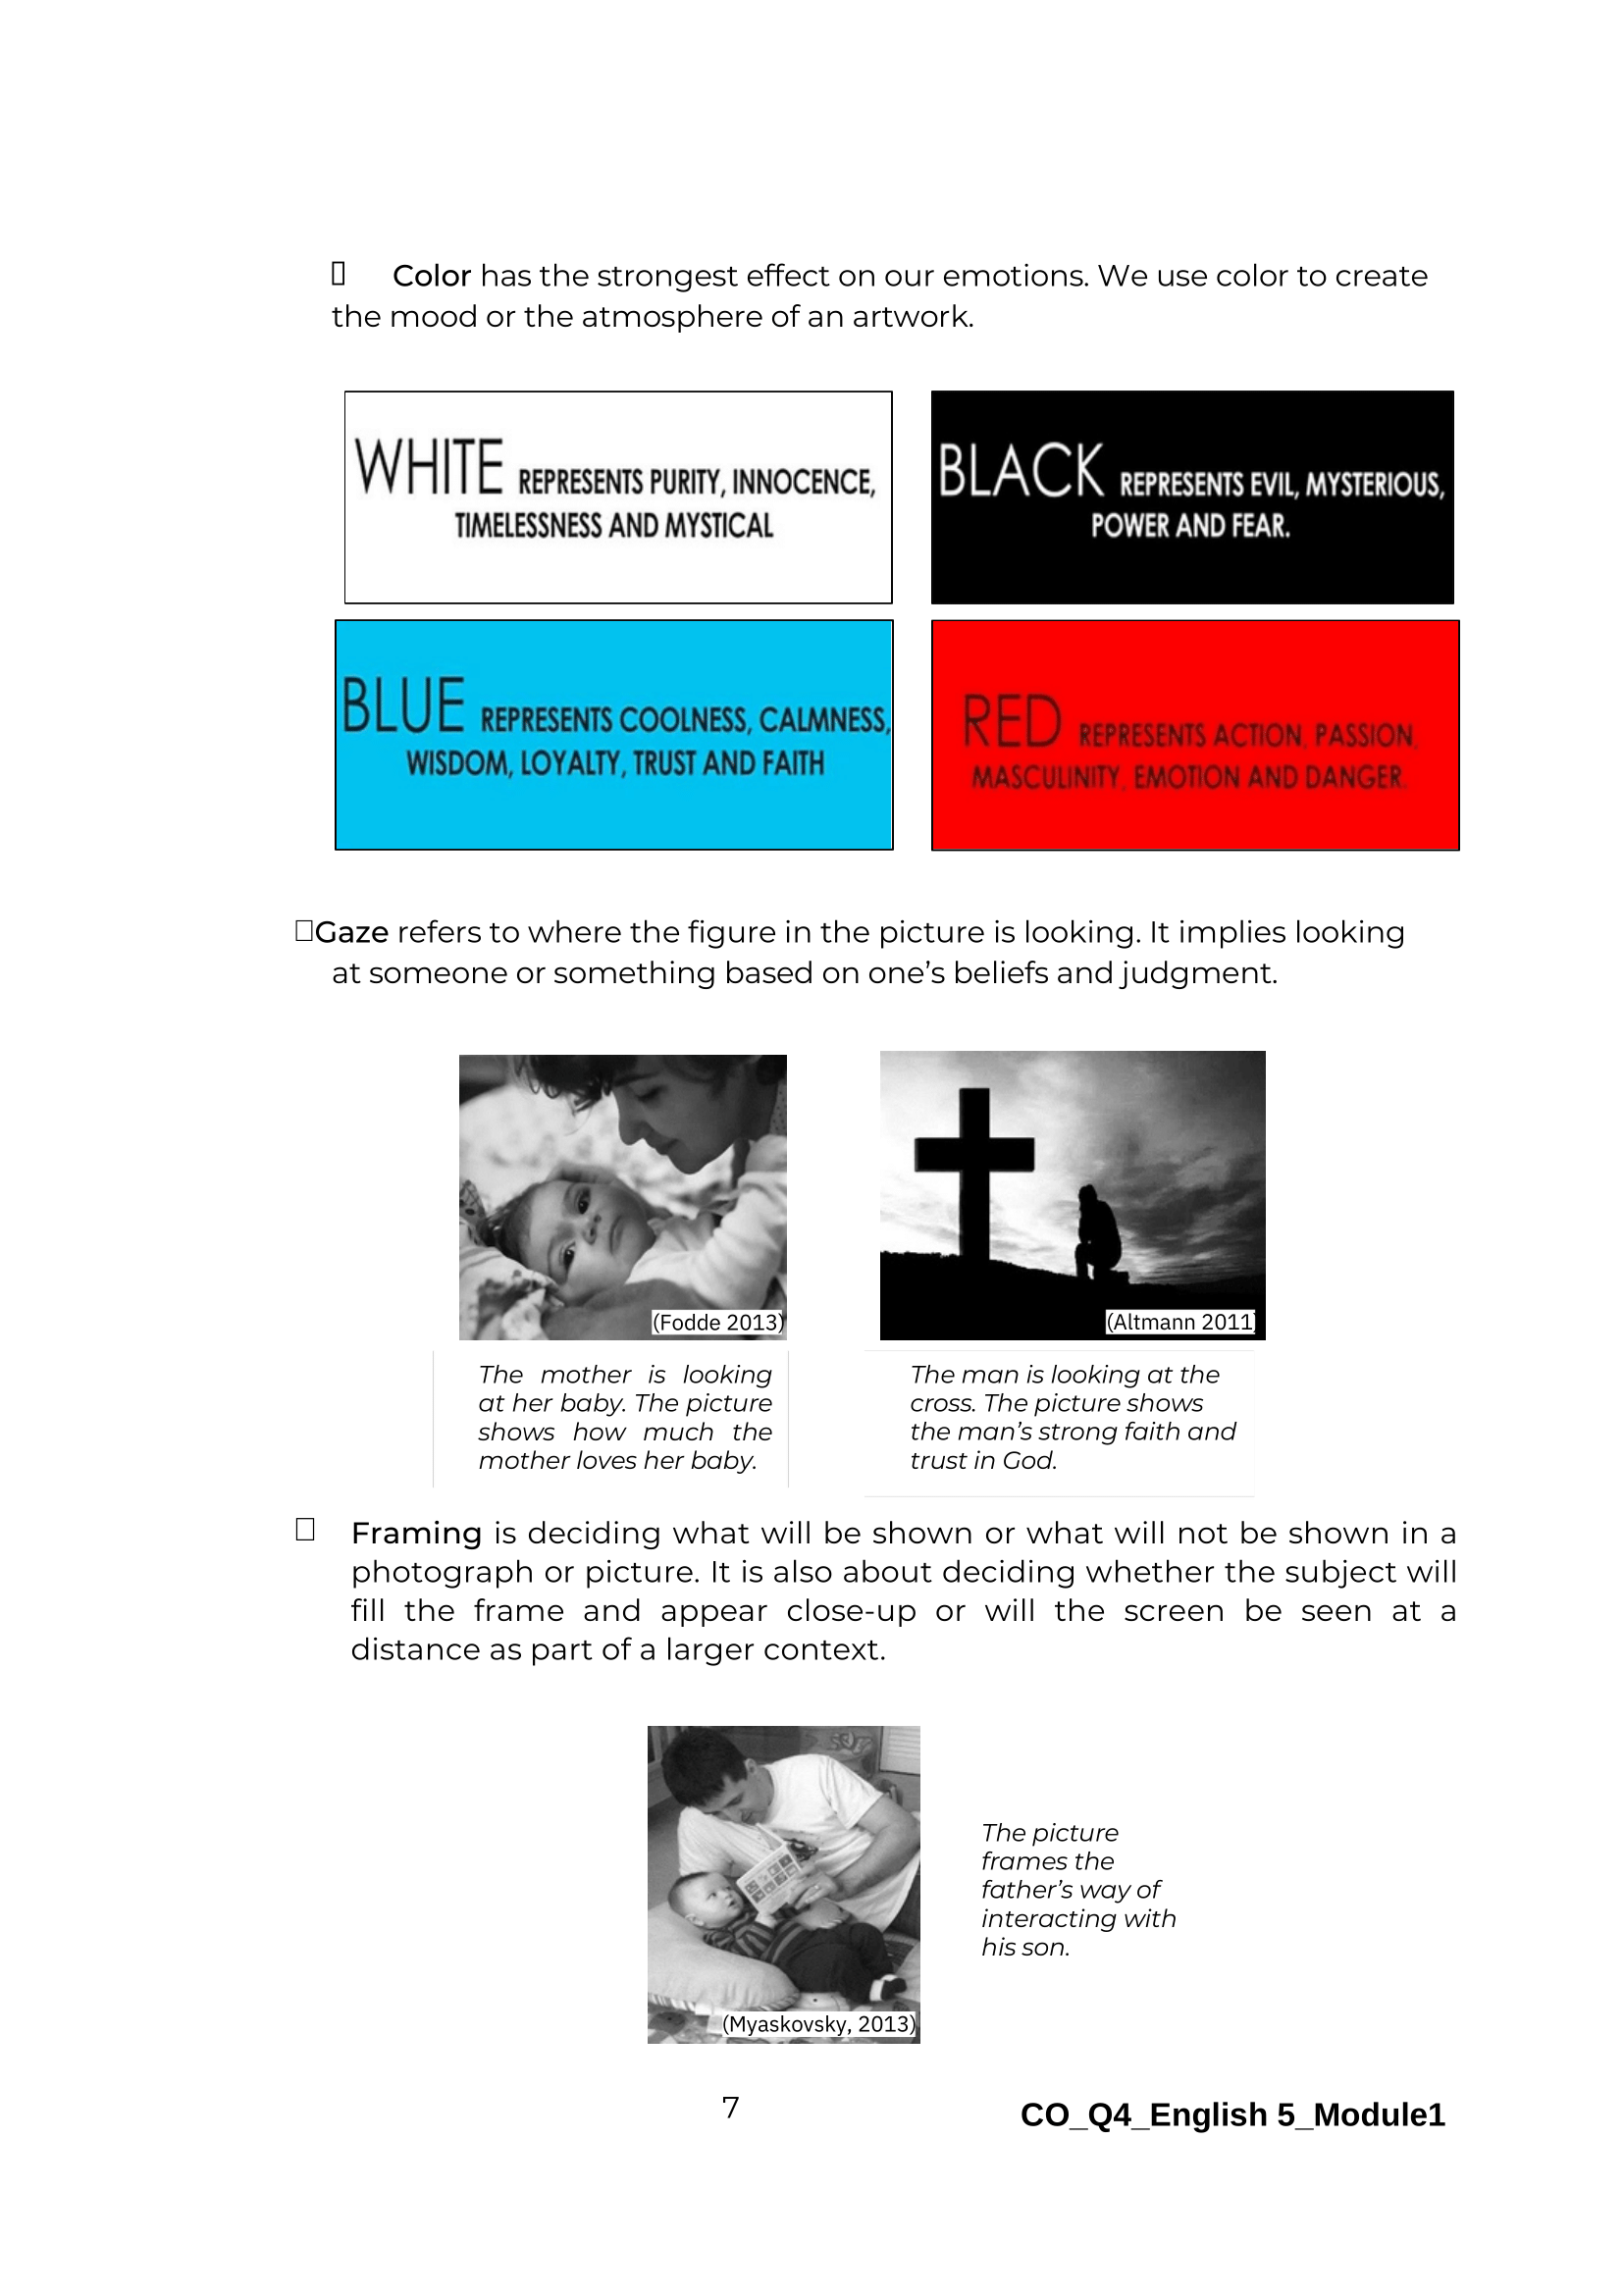 Color has the strongest effect on our emotions. We use color to create
the mood or the atmosphere of an artwork.
WHITE REPRESENTS PURITY, INNOCENCE,
TIMELESSNESS AND MYSTICAL
BLACK REPRESENTS EVIL, MYSTERIOUS,
POWER AND FEAR.
BLUE REPRESENTS COOLNESS, CALMNESS,
WISDOM, LOYALTY, TRUST AND FAITH
RED REPRESENTS ACTION, PASSION,
MASCULINITY, EMOTION AND DANGER.
Gaze refers to where the figure in the picture is looking. It implies looking
at someone or something based on one's beliefs and judgment.
(Fodde 2013)
(Altmann 2011)
The mother is looking
at her baby. The picture
shows how much the
mother loves her baby.
The man is looking at the
cross. The picture shows
the man's strong faith and
trust in God.
Framing is deciding what will be shown or what will not be shown in a
photograph or picture. It is also about deciding whether the subject will
fill the frame and appear close-up or will the screen be seen at a
distance as part of a larger context.
(Myaskovsky, 2013)
The picture
frames the
father's way of
interacting with
his son.
7
CO_Q4_English 5_Module1